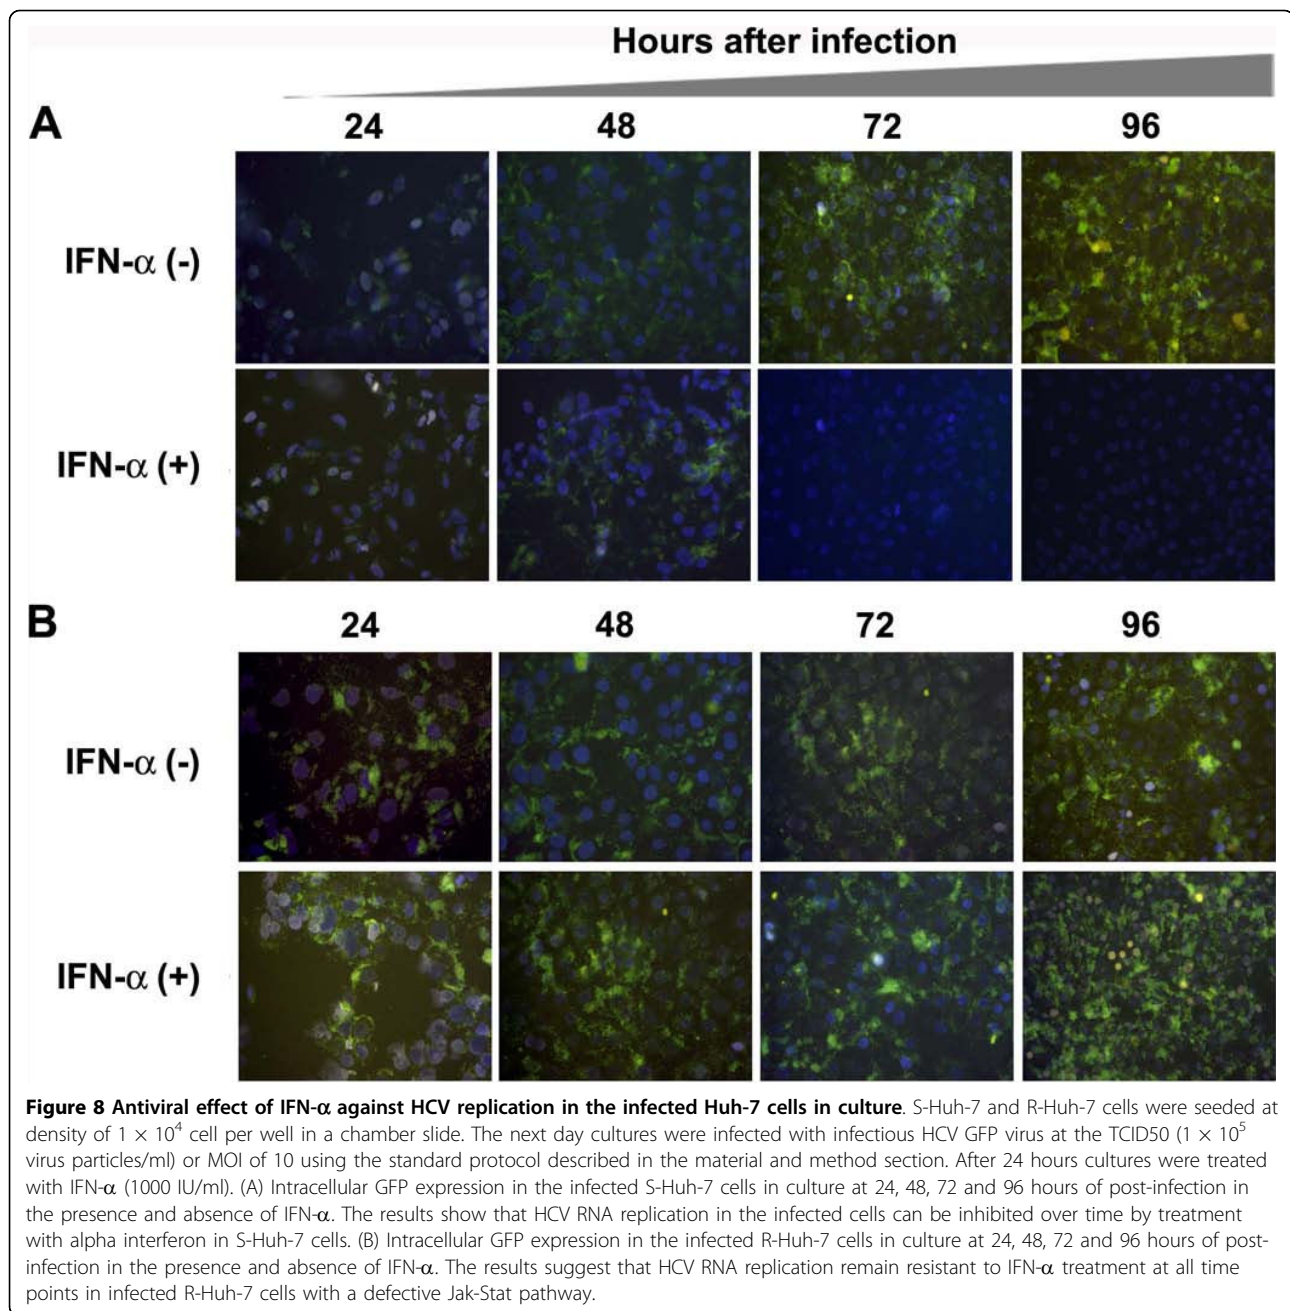 Hours after infection
A
24 48 72 96
IFN-α (-)
IFN-α (+)
B
24 48 72 96
IFN-α (-)
IFN-α (+)
Figure 8 Antiviral effect of IFN-α against HCV replication in the infected Huh-7 cells in culture. S-Huh-7 and R-Huh-7 cells were seeded at
density of 1 × 10⁴ cell per well in a chamber slide. The next day cultures were infected with infectious HCV GFP virus at the TCID50 (1 × 10⁵
virus particles/ml) or MOI of 10 using the standard protocol described in the material and method section. After 24 hours cultures were treated
with IFN-α (1000 IU/ml). (A) Intracellular GFP expression in the infected S-Huh-7 cells in culture at 24, 48, 72 and 96 hours of post-infection in
the presence and absence of IFN-α. The results show that HCV RNA replication in the infected cells can be inhibited over time by treatment
with alpha interferon in S-Huh-7 cells. (B) Intracellular GFP expression in the infected R-Huh-7 cells in culture at 24, 48, 72 and 96 hours of post-
infection in the presence and absence of IFN-α. The results suggest that HCV RNA replication remain resistant to IFN-α treatment at all time
points in infected R-Huh-7 cells with a defective Jak-Stat pathway.